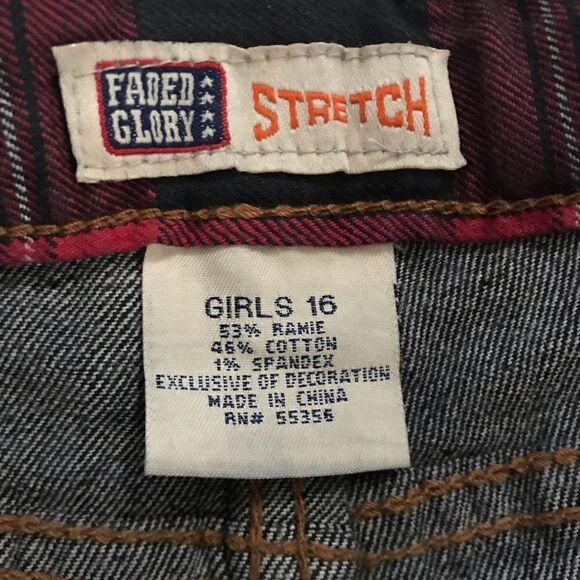 FADED
GLORY
STRETCH
GIRLS 16
53% RAMIE
46% COTTON
1% SPANDEX
EXCLUSIVE OF DECORATION
MADE IN CHINA
RN# 55356